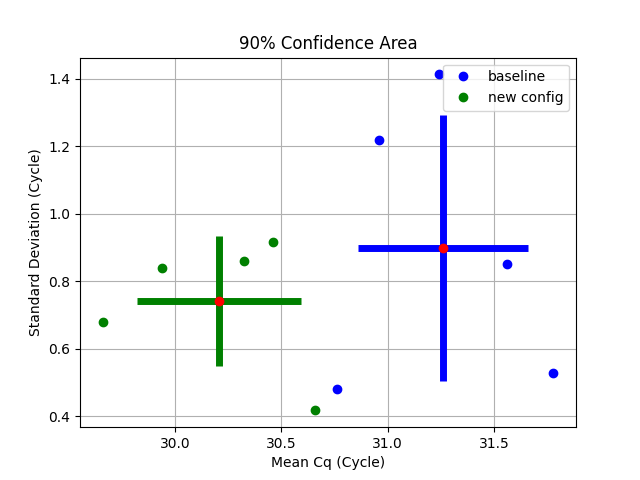 90% Confidence Area
baseline
new config
1.4
1.2
1.0
0.8
0.6
0.4
Standard Deviation (Cycle)
30.0 30.5 31.0 31.5
Mean Cq (Cycle)